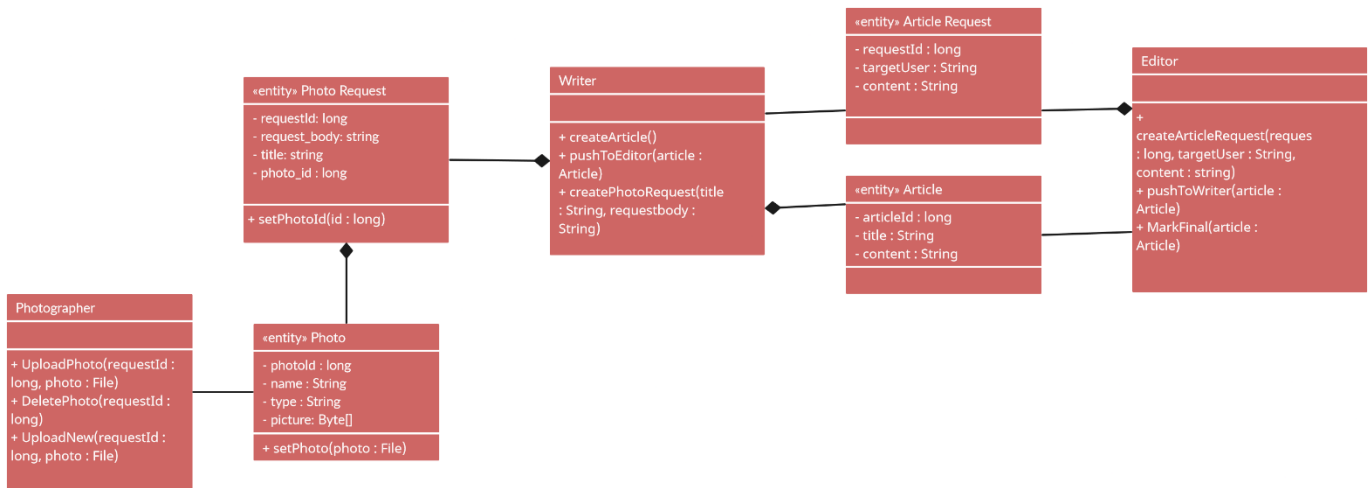 «entity» Photo Request
- requestId: long
- request_body: string
- title: string
- photo_id : long
+ setPhotoId(id : long)
Photographer
+ UploadPhoto(requestId :
long, photo : File)
+ DeletePhoto(requestId :
long)
+ UploadNew(requestId :
long, photo : File)
«entity» Photo
- photoId : long
- name : String
- type : String
- picture: Byte[]
+ setPhoto(photo : File)
Writer
+ createArticle()
+ pushToEditor(article :
Article)
+ createPhotoRequest(title
: String, requestbody :
String)
«entity» Article Request
- requestId : long
- targetUser : String
- content : String
«entity» Article
- articleId : long
- title : String
- content : String
Editor
+
createArticleRequest(reques
: long, targetUser : String,
content : string)
+ pushToWriter(article :
Article)
+ MarkFinal(article :
Article)